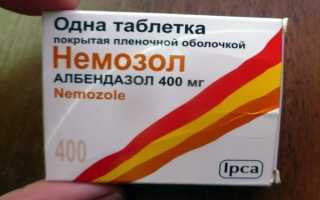 Одна таблетка
покрытая пленочной оболочкой
Немозол
АЛБЕНДАЗОЛ 400 мг
Nemozole
400
Ipca